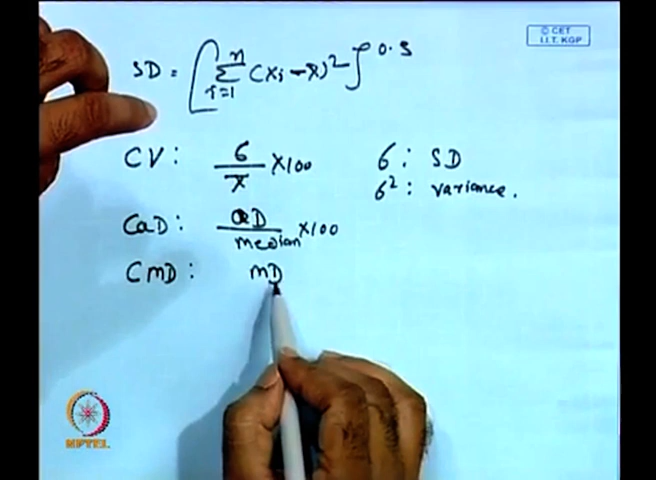 © CET
I.I.T. KGP
SD = [ n Σ i=1 (xi - x̄)² ] 0.5
CV : σ / x̄ × 100 σ : SD
σ² : variance.
CQD : QD / median × 100
CMD : MD
NPTEL